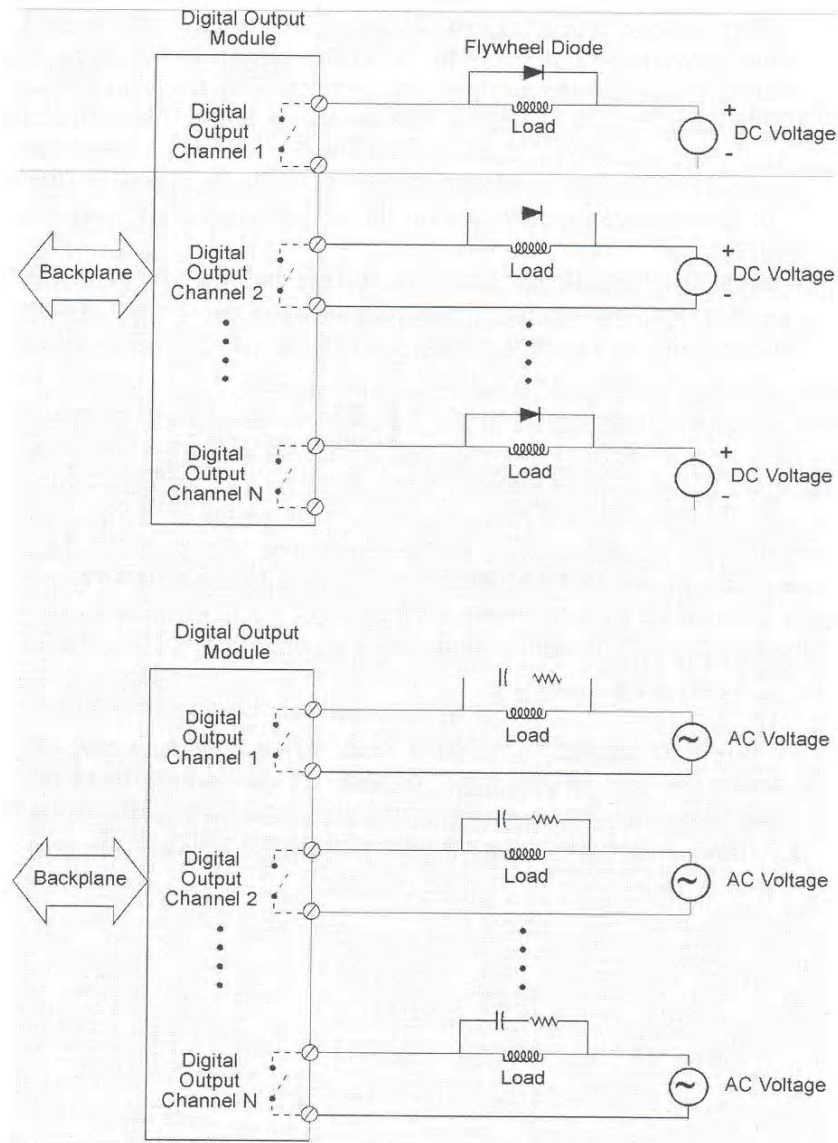 Digital Output
Module
Flywheel Diode
Digital
Output
Channel 1
Load
+
DC Voltage
-
Backplane
Digital
Output
Channel 2
Load
+
DC Voltage
-
Digital
Output
Channel N
Load
+
DC Voltage
-
Digital Output
Module
Digital
Output
Channel 1
Load
AC Voltage
Backplane
Digital
Output
Channel 2
Load
AC Voltage
Digital
Output
Channel N
Load
AC Voltage